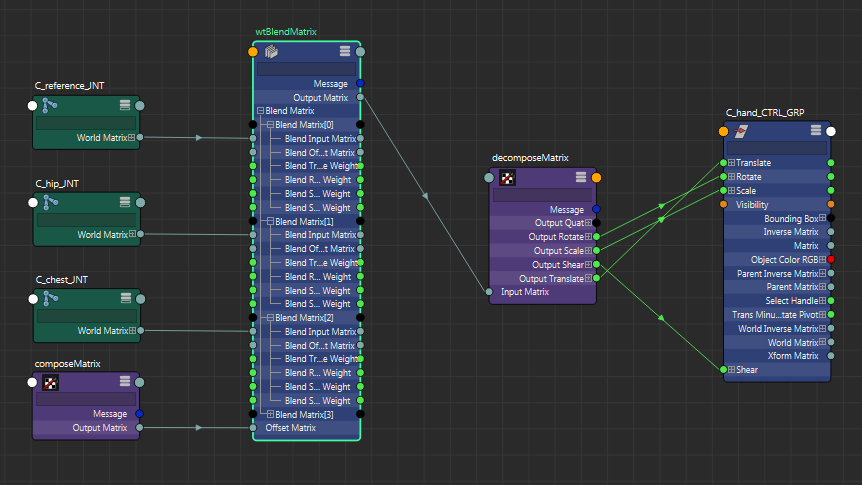 C_reference_JNT
World Matrix
C_hip_JNT
World Matrix
C_chest_JNT
World Matrix
composeMatrix
Message
Output Matrix
wtBlendMatrix
Message
Output Matrix
Blend Matrix
Blend Matrix[0]
Blend Input Matrix
Blend Of...t Matrix
Blend Tr...e Weight
Blend R... Weight
Blend S... Weight
Blend S... Weight
Blend Matrix[1]
Blend Input Matrix
Blend Of...t Matrix
Blend Tr...e Weight
Blend R... Weight
Blend S... Weight
Blend S... Weight
Blend Matrix[2]
Blend Input Matrix
Blend Of...t Matrix
Blend Tr...e Weight
Blend R... Weight
Blend S... Weight
Blend S... Weight
Blend Matrix[3]
Offset Matrix
decomposeMatrix
Message
Output Quat
Output Rotate
Output Scale
Output Shear
Output Translate
Input Matrix
C_hand_CTRL_GRP
Translate
Rotate
Scale
Visibility
Bounding Box
Inverse Matrix
Matrix
Object Color RGB
Parent Inverse Matrix
Parent Matrix
Select Handle
Trans Minu...tate Pivot
World Inverse Matrix
World Matrix
Xform Matrix
Shear